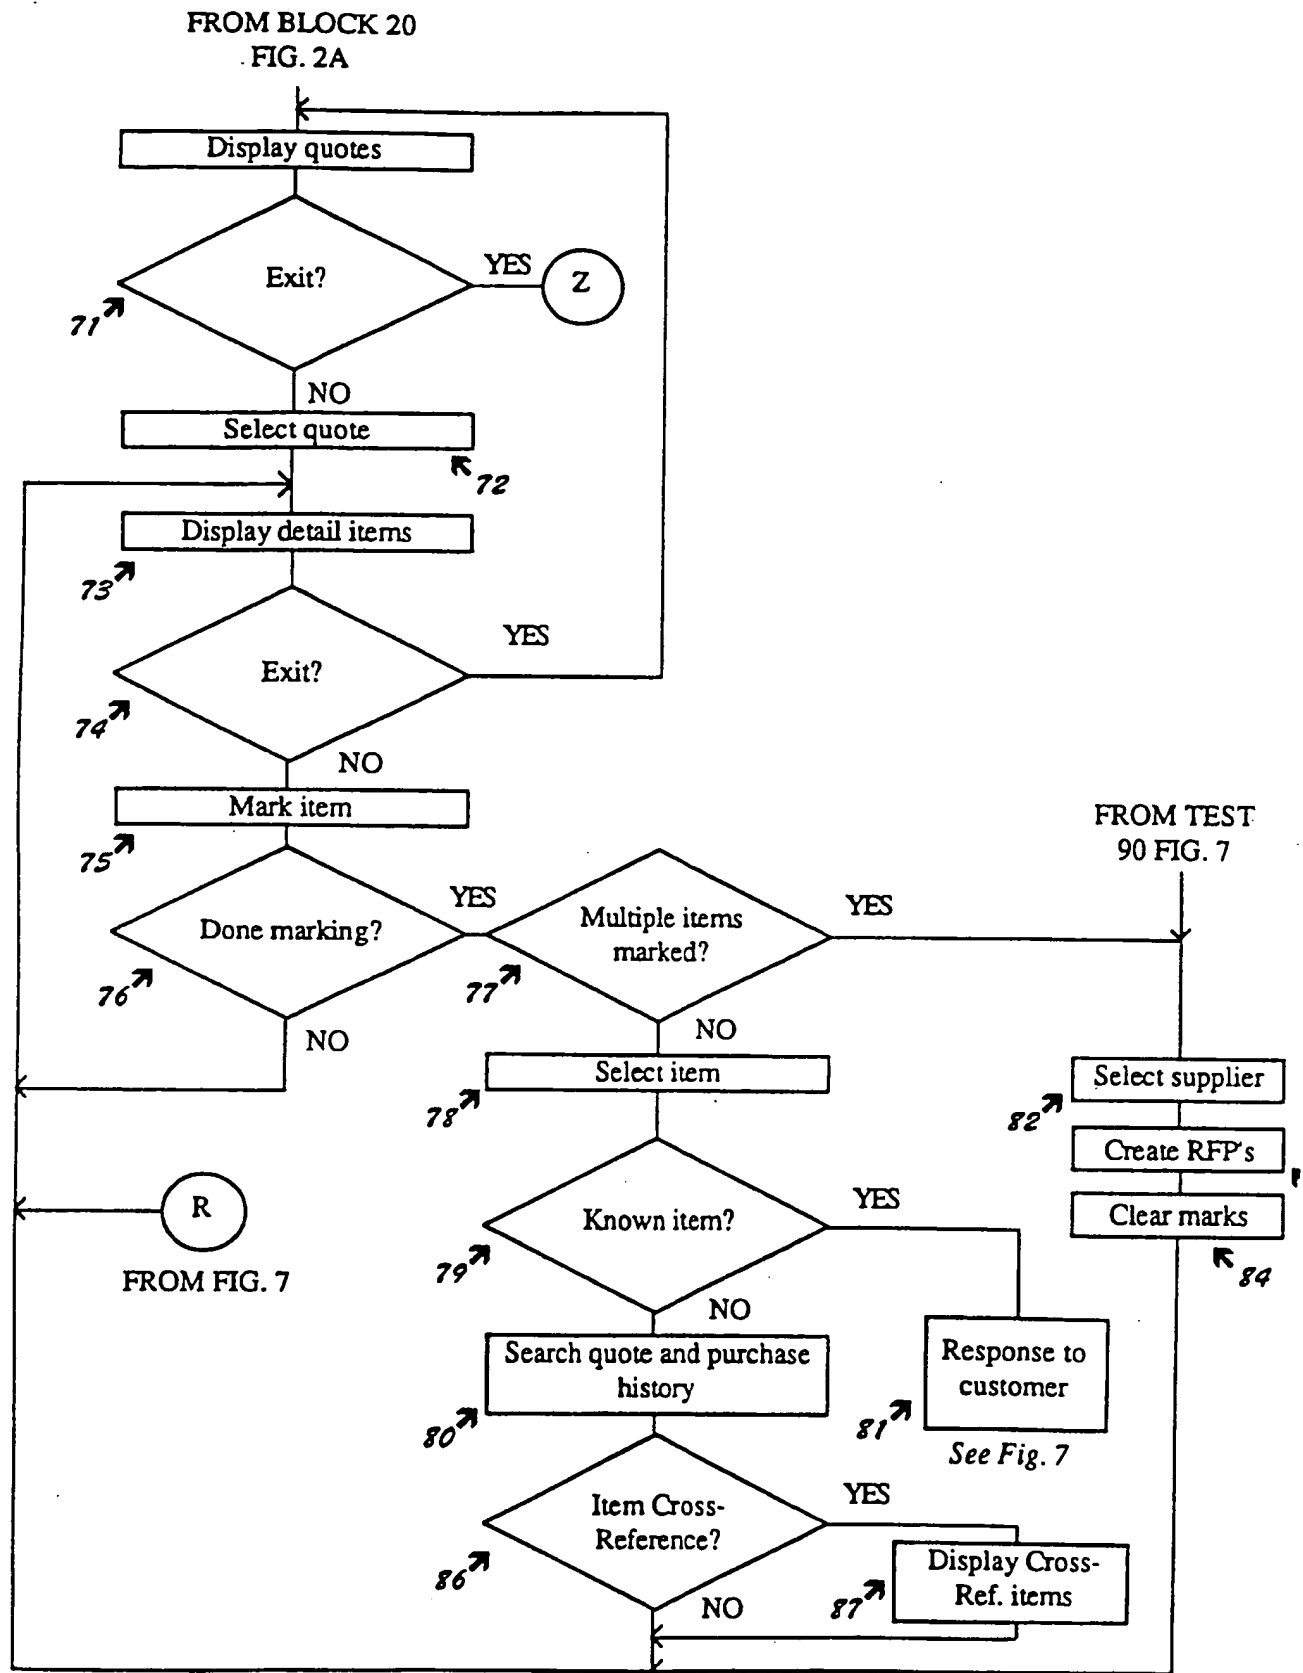 FROM BLOCK 20
FIG. 2A
Display quotes
Exit?
YES
Z
71
NO
Select quote
72
Display detail items
73
Exit?
YES
74
NO
Mark item
75
FROM TEST
90 FIG. 7
Done marking?
YES
Multiple items
marked?
YES
76
77
NO
NO
Select item
78
Select supplier
82
Create RFP's
Clear marks
84
R
FROM FIG. 7
Known item?
YES
79
NO
Search quote and purchase
history
80
Response to
customer
81
See Fig. 7
Item Cross-
Reference?
YES
86
NO
Display Cross-
Ref. items
87